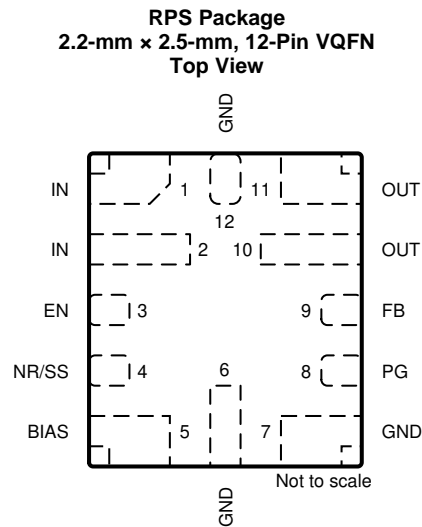 RPS Package
2.2-mm × 2.5-mm, 12-Pin VQFN
Top View
GND
IN 1 11 OUT
12
IN 2 10 OUT
EN 3 9 FB
NR/SS 4 6 8 PG
BIAS 5 7 GND
Not to scale
GND